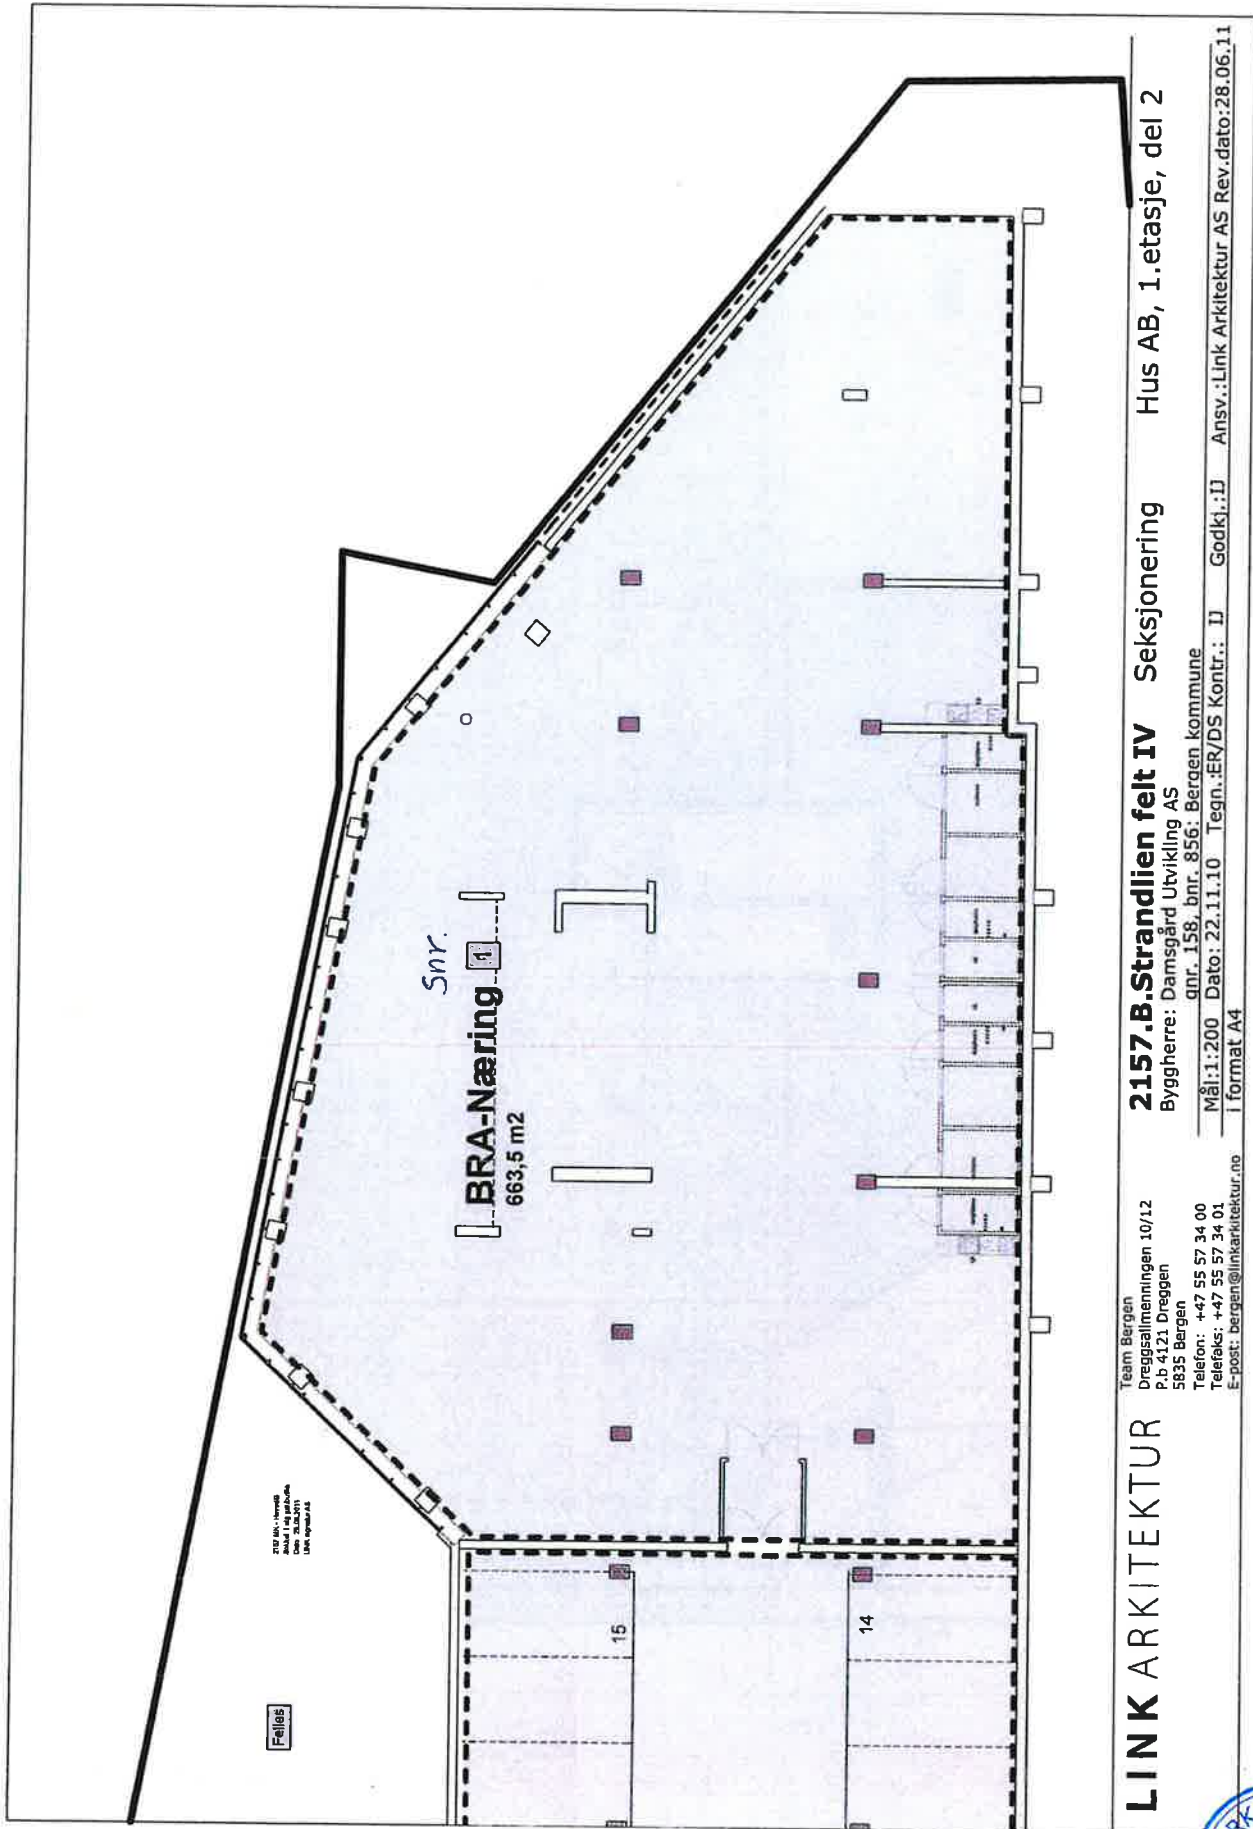 Snr.
BRA-Næring 1
663,5 m2
Felles
15
14
LINK ARKITEKTUR
Team Bergen
Dreggsallmenningen 10/12
P.b 4121 Dreggen
5835 Bergen
Telefon: +47 55 57 34 00
Telefaks: +47 55 57 34 01
E-post: bergen@linkarkitektur.no
2157.B.Strandlien felt IV Seksjonering Hus AB, 1.etasje, del 2
Byggherre: Damsgård Utvikling AS
gnr. 158, bnr. 856: Bergen kommune
Mål:1:200 Dato: 22.11.10 Tegn.:ER/DS Kontr.: IJ Godkj.:IJ Ansv.:Link Arkitektur AS Rev.dato:28.06.11
i format A4